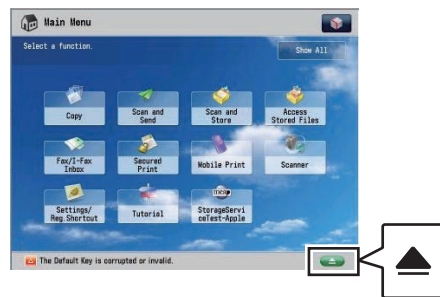 Main Menu
Select a function.
Show All
Copy
Scan and
Send
Scan and
Store
Access
Stored Files
Fax/I-Fax
Inbox
Secured
Print
Mobile Print
Scanner
Settings/
Reg.Shortcut
Tutorial
StorageServi
ceTest-Apple
The Default Key is corrupted or invalid.